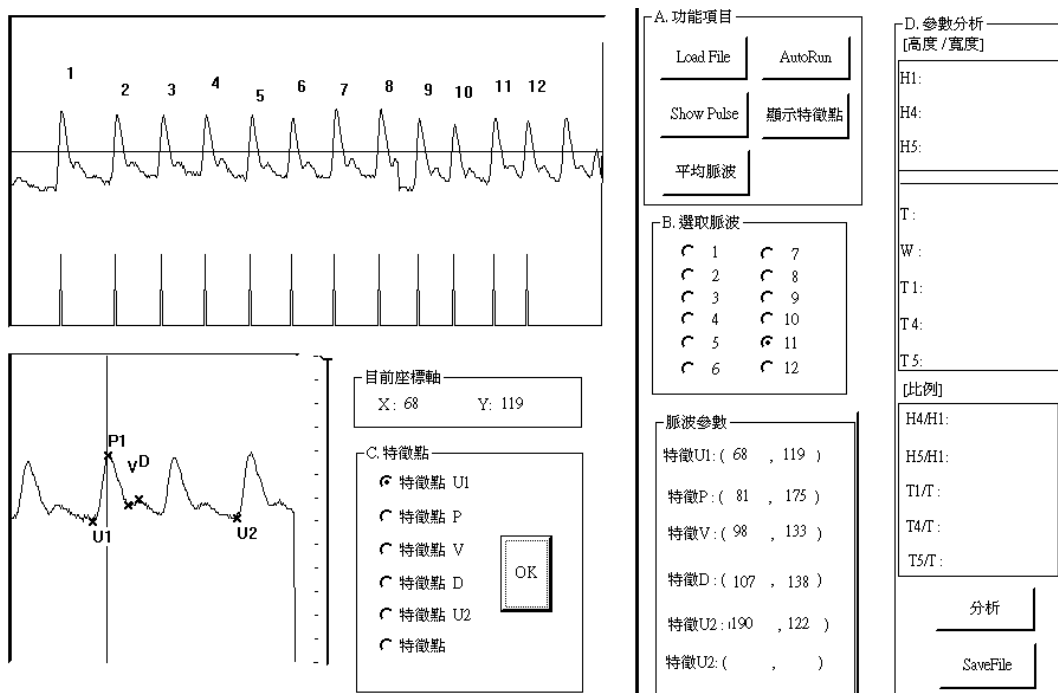 1 2 3 4 5 6 7 8 9 10 11 12
P1
V D
U1 U2
目前座標軸
X: 68 Y: 119
C. 特徵點
特徵點 U1
特徵點 P
特徵點 V
特徵點 D
特徵點 U2
特徵點
OK
A. 功能項目
Load File AutoRun
Show Pulse 顯示特徵點
平均脈波
B. 選取脈波
1 7
2 8
3 9
4 10
5 11
6 12
脈波參數
特徵U1: ( 68 , 119 )
特徵P: ( 81 , 175 )
特徵V: ( 98 , 133 )
特徵D: ( 107 , 138 )
特徵U2: ( 190 , 122 )
特徵U2: ( , )
D. 參數分析
[高度 / 寬度]
H1:
H4:
H5:
T:
W:
T1:
T4:
T5:
[比例]
H4/H1:
H5/H1:
T1/T:
T4/T:
T5/T:
分析
SaveFile